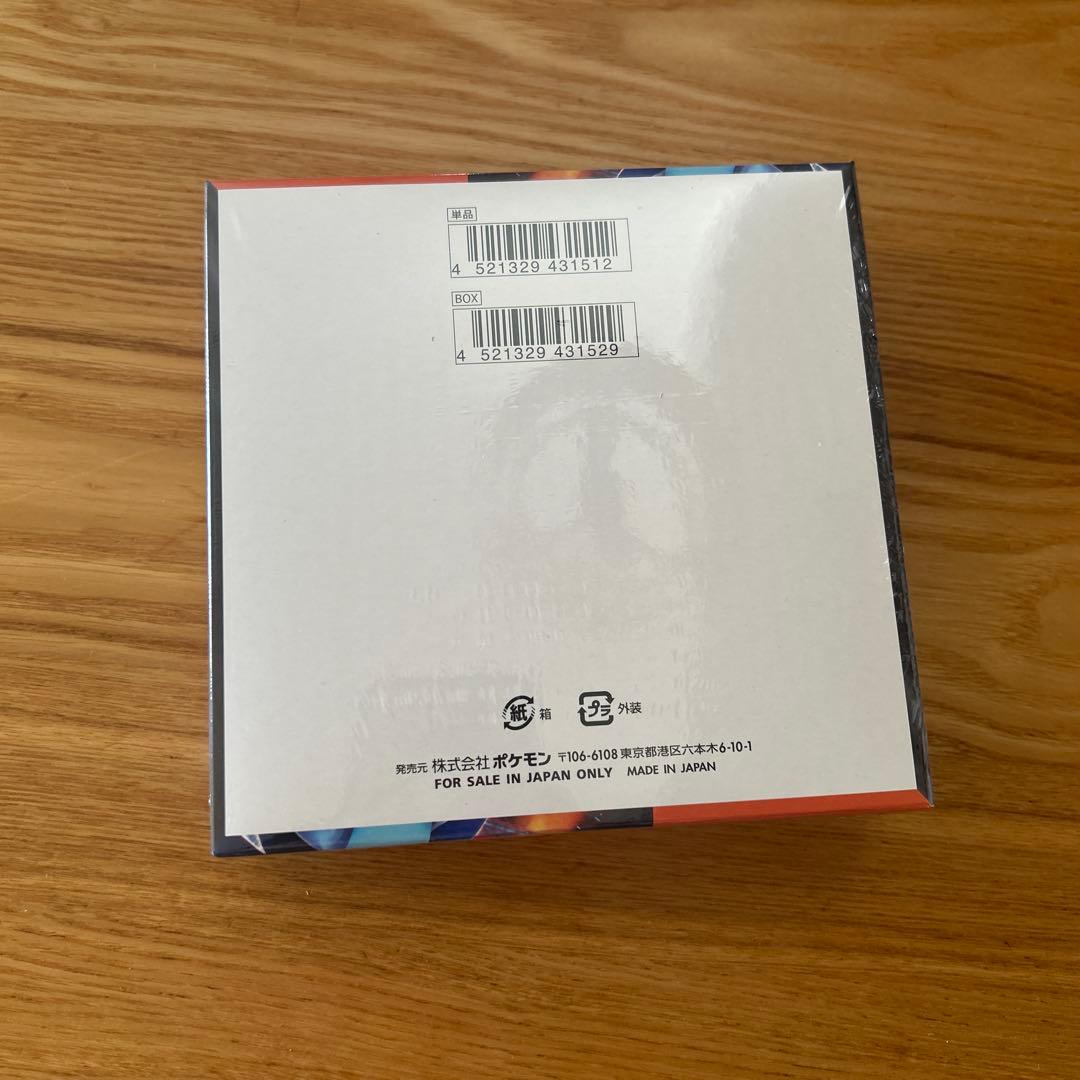 単品
4 521329 431512
BOX
4 521329 431529
紙 箱 プラ 外装
発売元 株式会社 ポケモン 〒106-6108 東京都港区六本木6-10-1
FOR SALE IN JAPAN ONLY MADE IN JAPAN